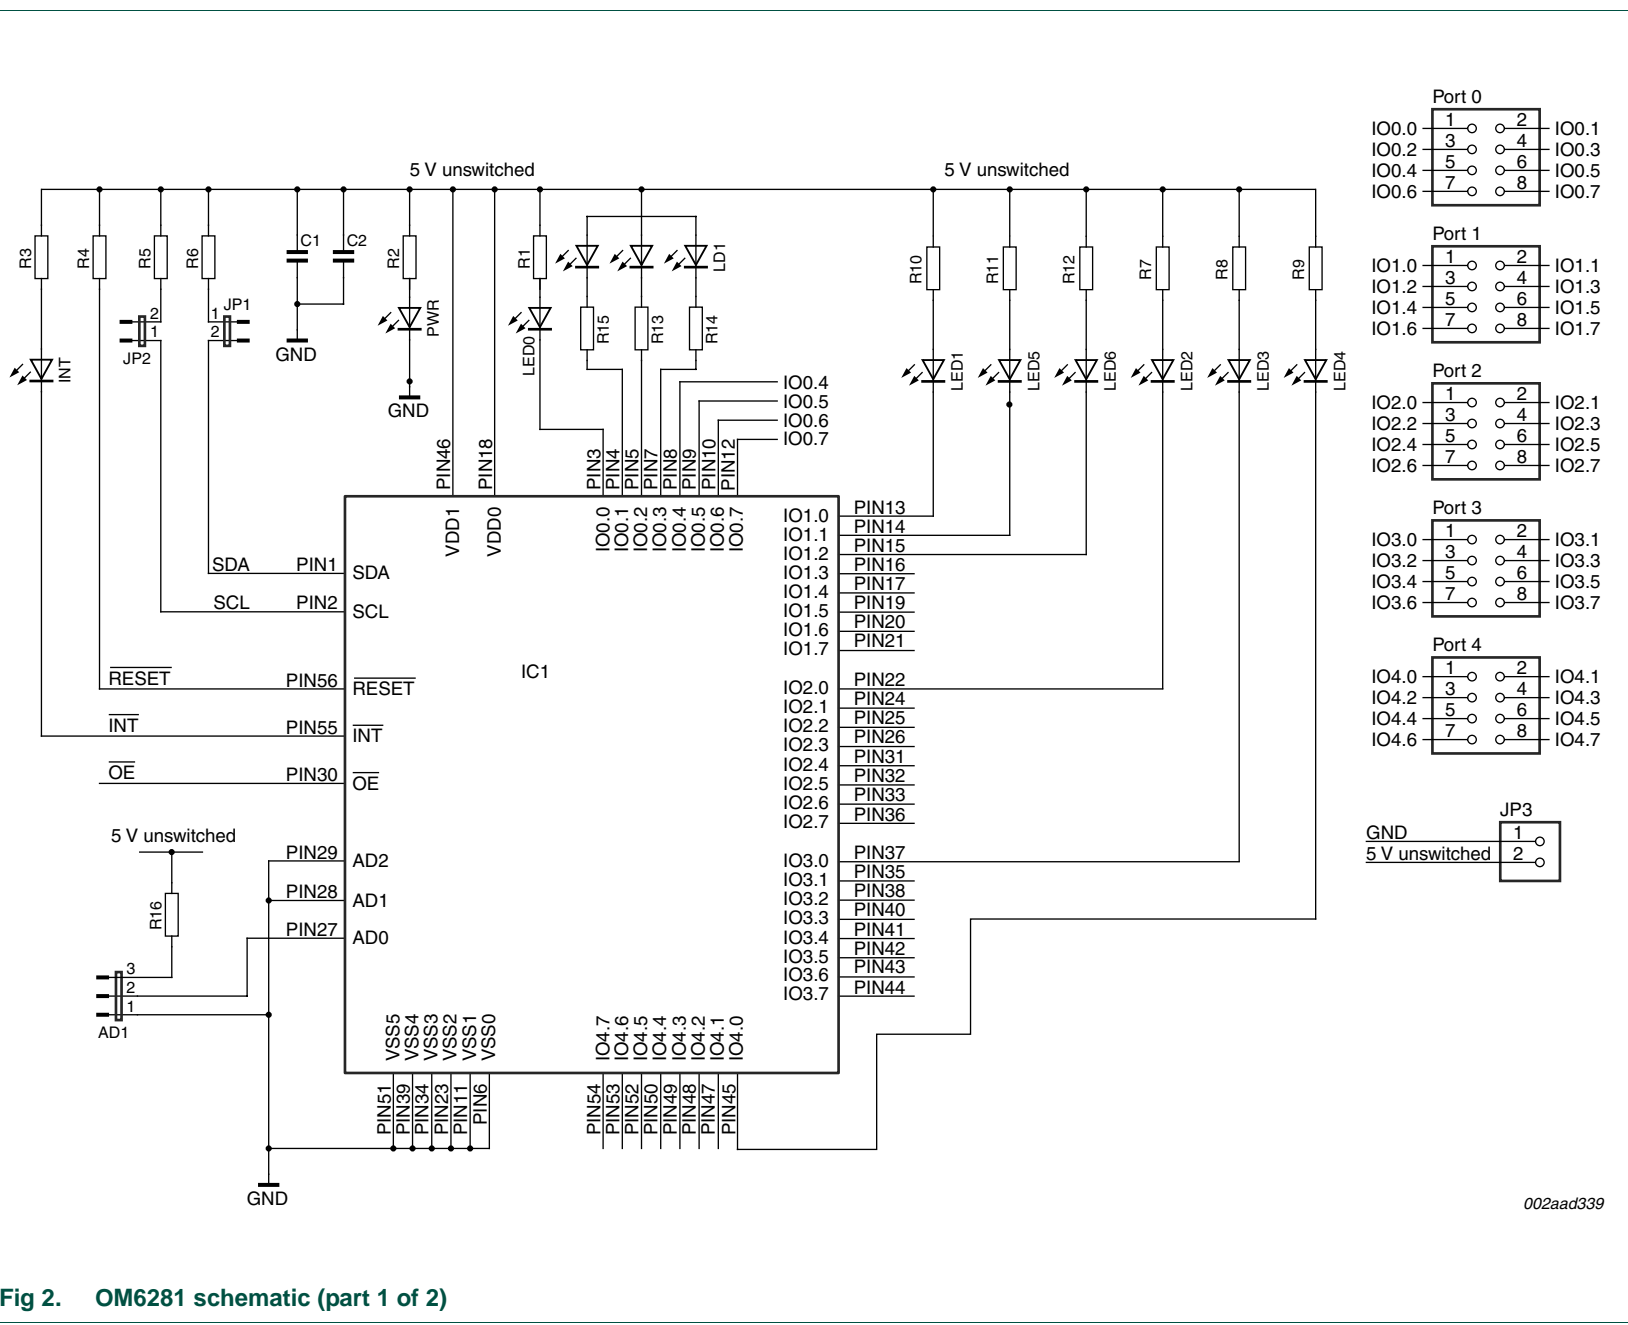 5 V unswitched
5 V unswitched
R3
R4
R5
R6
C1
C2
R2
R1
LD1
R10
R11
R12
R7
R8
R9
2
1
JP2
1
2
JP1
GND
PWR
GND
LED0
R15
R13
R14
INT
LED1
LED5
LED6
LED2
LED3
LED4
IO0.4
IO0.5
IO0.6
IO0.7
PIN46
PIN18
PIN3
PIN4
PIN5
PIN7
PIN8
PIN9
PIN10
PIN12
VDD1
VDD0
IO0.0
IO0.1
IO0.2
IO0.3
IO0.4
IO0.5
IO0.6
IO0.7
SDA PIN1 SDA
SCL PIN2 SCL
RESET PIN56 RESET
INT PIN55 INT
OE PIN30 OE
IC1
5 V unswitched
R16
PIN29 AD2
PIN28 AD1
PIN27 AD0
3
2
1
AD1
IO1.0 PIN13
IO1.1 PIN14
IO1.2 PIN15
IO1.3 PIN16
IO1.4 PIN17
IO1.5 PIN19
IO1.6 PIN20
IO1.7 PIN21
IO2.0 PIN22
IO2.1 PIN24
IO2.2 PIN25
IO2.3 PIN26
IO2.4 PIN31
IO2.5 PIN32
IO2.6 PIN33
IO2.7 PIN36
IO3.0 PIN37
IO3.1 PIN35
IO3.2 PIN38
IO3.3 PIN40
IO3.4 PIN41
IO3.5 PIN42
IO3.6 PIN43
IO3.7 PIN44
VSS5
VSS4
VSS3
VSS2
VSS1
VSS0
IO4.7
IO4.6
IO4.5
IO4.4
IO4.3
IO4.2
IO4.1
IO4.0
PIN51
PIN39
PIN34
PIN23
PIN11
PIN6
PIN54
PIN53
PIN52
PIN50
PIN49
PIN48
PIN47
PIN45
GND
Port 0
IO0.0 1 2 IO0.1
IO0.2 3 4 IO0.3
IO0.4 5 6 IO0.5
IO0.6 7 8 IO0.7
Port 1
IO1.0 1 2 IO1.1
IO1.2 3 4 IO1.3
IO1.4 5 6 IO1.5
IO1.6 7 8 IO1.7
Port 2
IO2.0 1 2 IO2.1
IO2.2 3 4 IO2.3
IO2.4 5 6 IO2.5
IO2.6 7 8 IO2.7
Port 3
IO3.0 1 2 IO3.1
IO3.2 3 4 IO3.3
IO3.4 5 6 IO3.5
IO3.6 7 8 IO3.7
Port 4
IO4.0 1 2 IO4.1
IO4.2 3 4 IO4.3
IO4.4 5 6 IO4.5
IO4.6 7 8 IO4.7
JP3
GND 1
5 V unswitched 2
002aad339
Fig 2. OM6281 schematic (part 1 of 2)